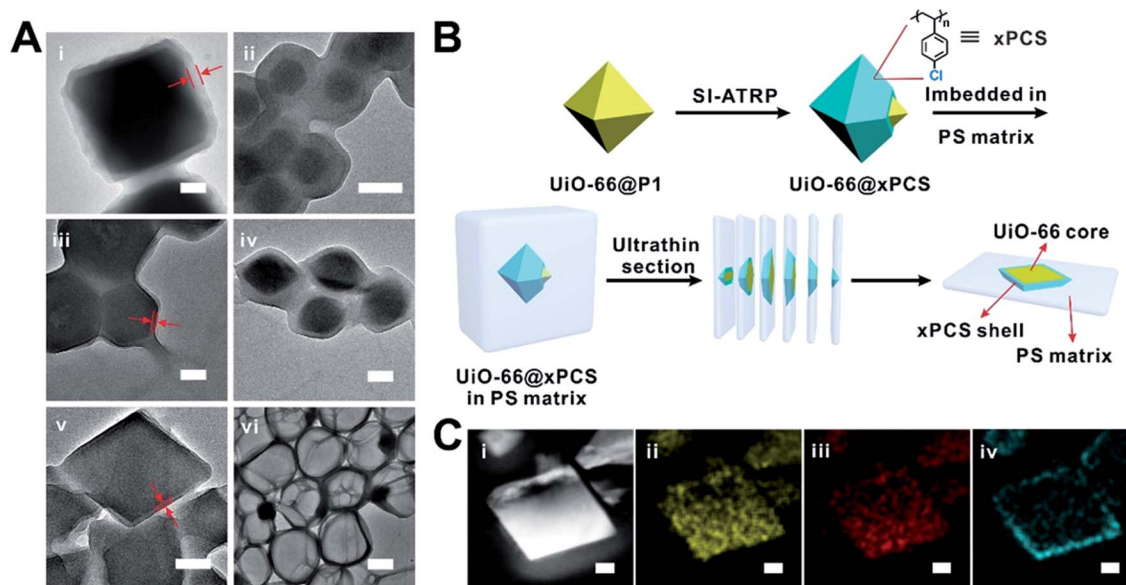 A
i
ii
iii
iv
v
vi
B
n
Cl
≡ xPCS
SI-ATRP
Imbedded in
PS matrix
UiO-66@P1
UiO-66@xPCS
Ultrathin
section
UiO-66 core
xPCS shell
PS matrix
UiO-66@xPCS
in PS matrix
C
i
ii
iii
iv